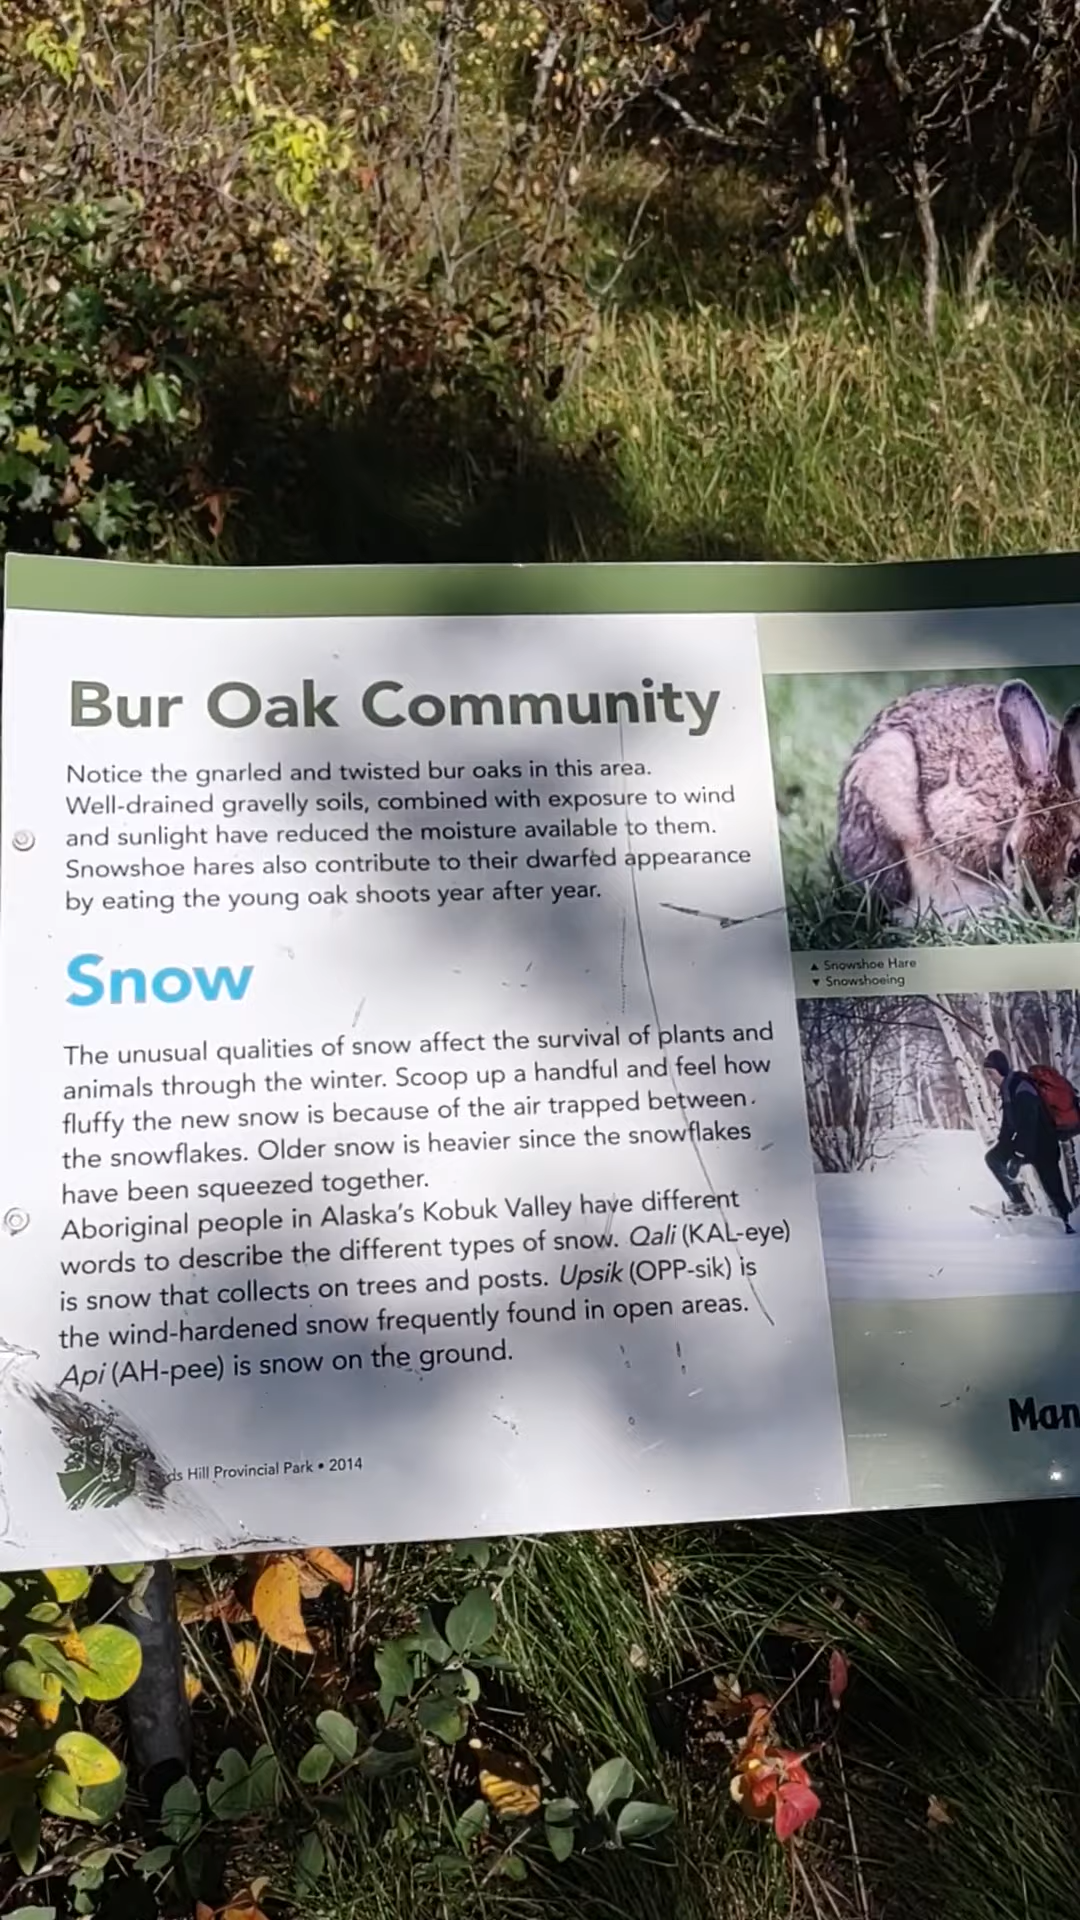 Bur Oak Community
Notice the gnarled and twisted bur oaks in this area.
Well-drained gravelly soils, combined with exposure to wind
and sunlight have reduced the moisture available to them.
Snowshoe hares also contribute to their dwarfed appearance
by eating the young oak shoots year after year.
▲ Snowshoe Hare
▼ Snowshoeing
Snow
The unusual qualities of snow affect the survival of plants and
animals through the winter. Scoop up a handful and feel how
fluffy the new snow is because of the air trapped between
the snowflakes. Older snow is heavier since the snowflakes
have been squeezed together.
Aboriginal people in Alaska's Kobuk Valley have different
words to describe the different types of snow. Qali (KAL-eye)
is snow that collects on trees and posts. Upsik (OPP-sik) is
the wind-hardened snow frequently found in open areas.
Api (AH-pee) is snow on the ground.
Hill Provincial Park • 2014